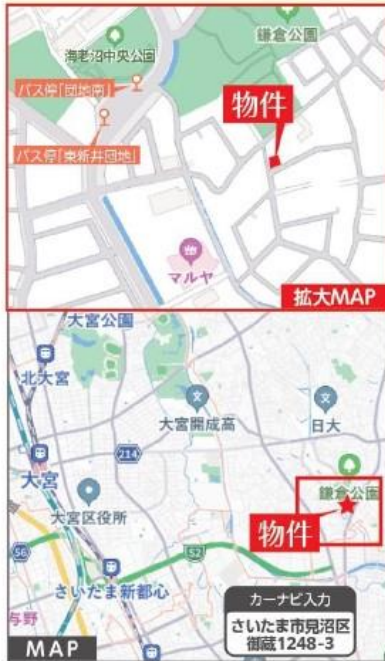 海老沼中央公園
鎌倉公園
バス停「団地南」
物件
バス停「東新井団地」
マルヤ
拡大MAP
大宮公園
北大宮
大宮開成高
日大
214
大宮
鎌倉公園
大宮区役所
物件
56
52
さいたま新都心
与野
カーナビ入力
さいたま市見沼区
御蔵1248-3
MAP